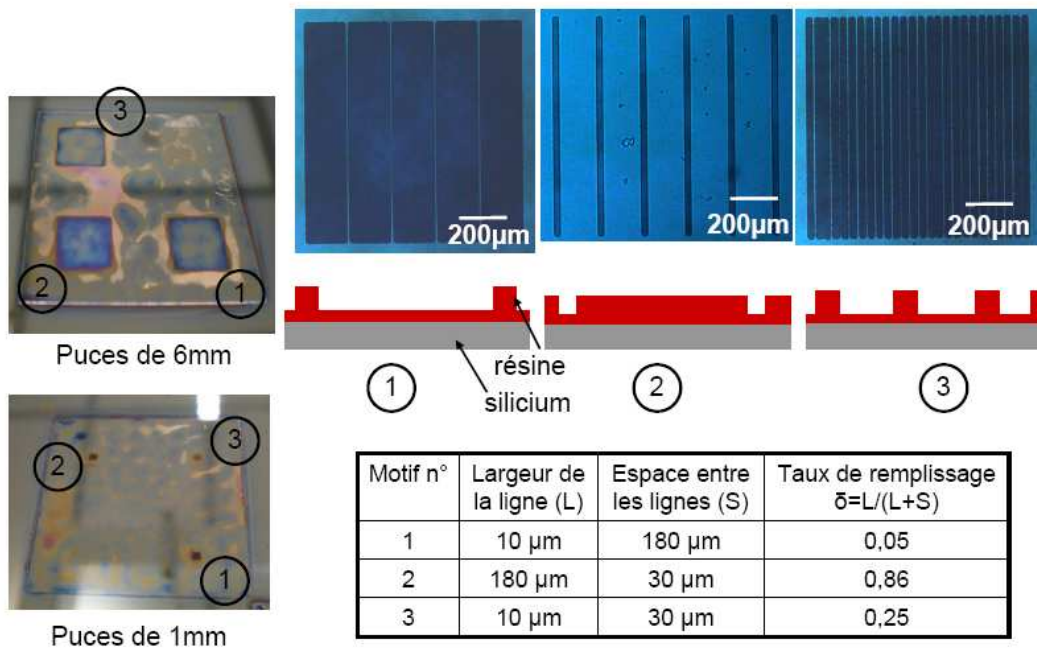 3
2
1
Puces de 6mm
2
3
1
Puces de 1mm
200µm
200µm
200µm
résine
silicium
1
2
3
Motif n° Largeur de la ligne (L) Espace entre les lignes (S) Taux de remplissage δ=L/(L+S)
1 10 µm 180 µm 0,05
2 180 µm 30 µm 0,86
3 10 µm 30 µm 0,25